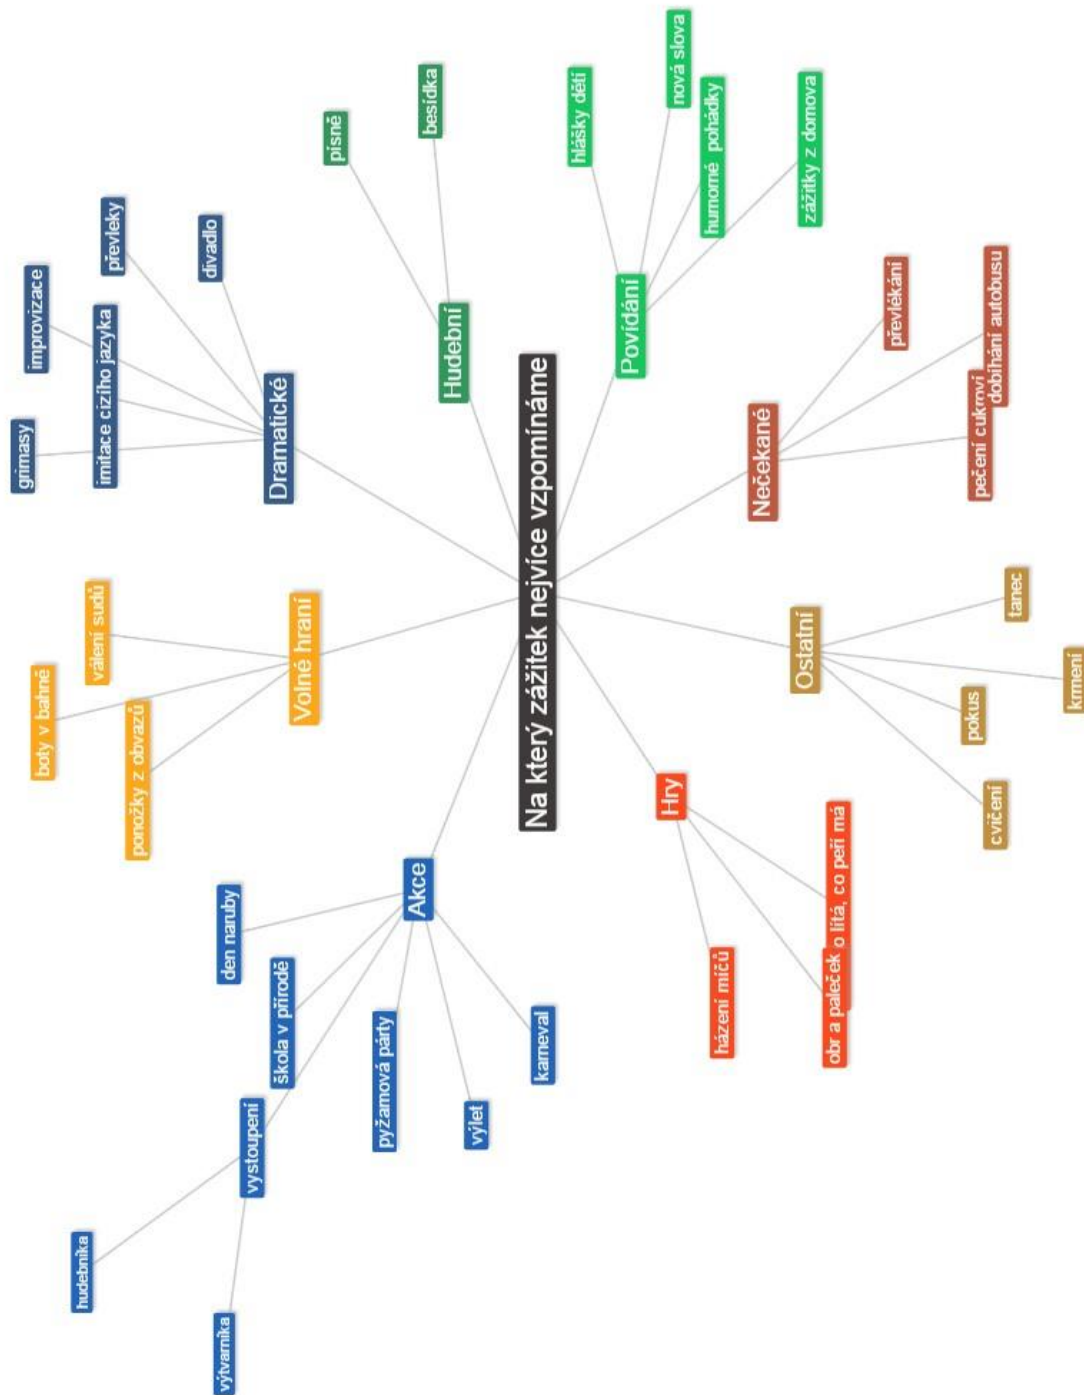 Na který zážitek nejvíce vzpomínáme
Dramatické
grimasy
imitace cizího jazyka
improvizace
převleky
divadlo
Hudební
písně
besídka
Povídání
hlášky dětí
nová slova
humorné pohádky
zážitky z domova
Nečekané
převlékání
dobíhání autobusu
pečení cukroví
Ostatní
tanec
krmení
pokus
cvičení
Hry
o lítá, co peří má
obr a paleček
házení míčů
Akce
karneval
výlet
pyžamová párty
vystoupení
výtvarníka
hudebníka
škola v přírodě
den naruby
Volné hraní
ponožky z obvazů
boty v bahně
válení sudů